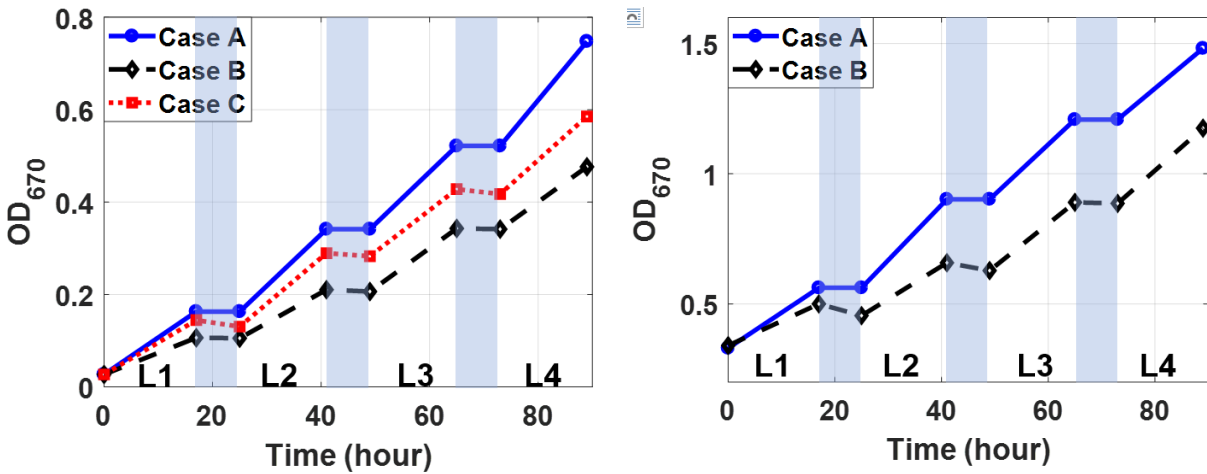 0.8
0.6
0.4
0.2
0
OD670
Case A
Case B
Case C
L1 L2 L3 L4
0 20 40 60 80
Time (hour)
1.5
1
0.5
OD670
Case A
Case B
L1 L2 L3 L4
0 20 40 60 80
Time (hour)